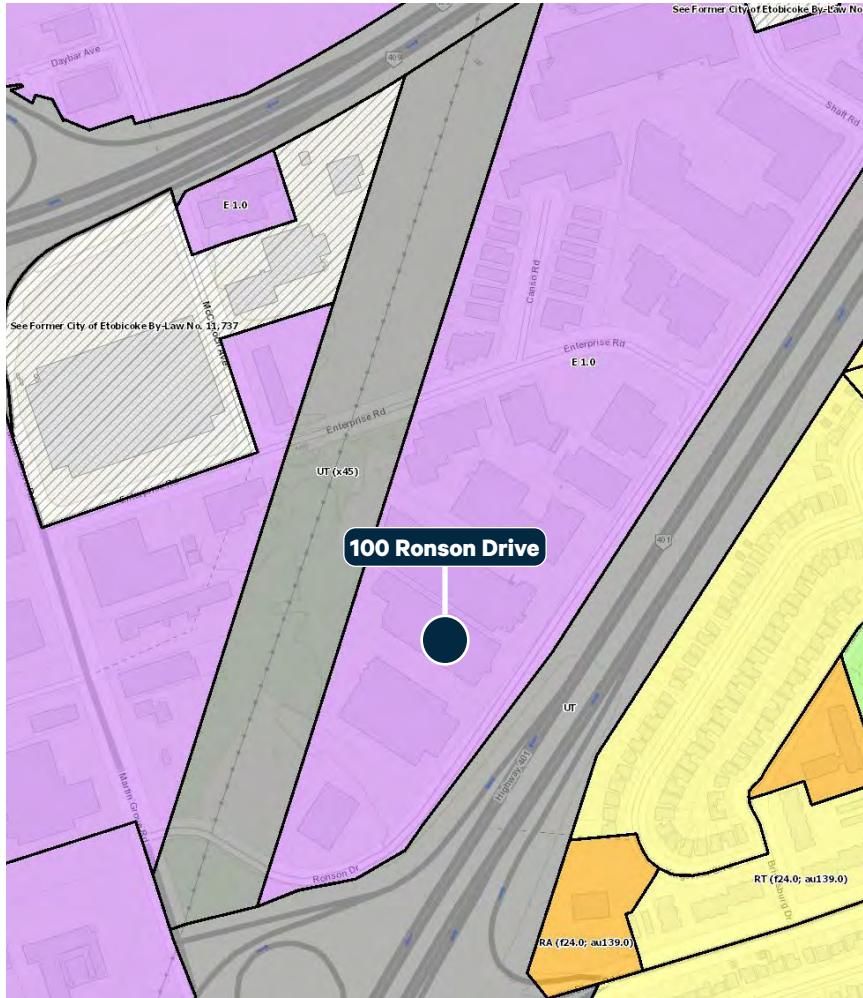 See Former City of Etobicoke By-Law No
Daybar Ave
409
Shaft Rd
E 1.0
Canso Rd
See Former City of Etobicoke By-Law No. 11,737
Enterprise Rd
E 1.0
Enterprise Rd
UT (x45)
100 Ronson Drive
401
UT
Highway 401
Martin Grove Rd
Ronson Dr
RT (f24.0; au139.0)
RA (f24.0; au139.0)